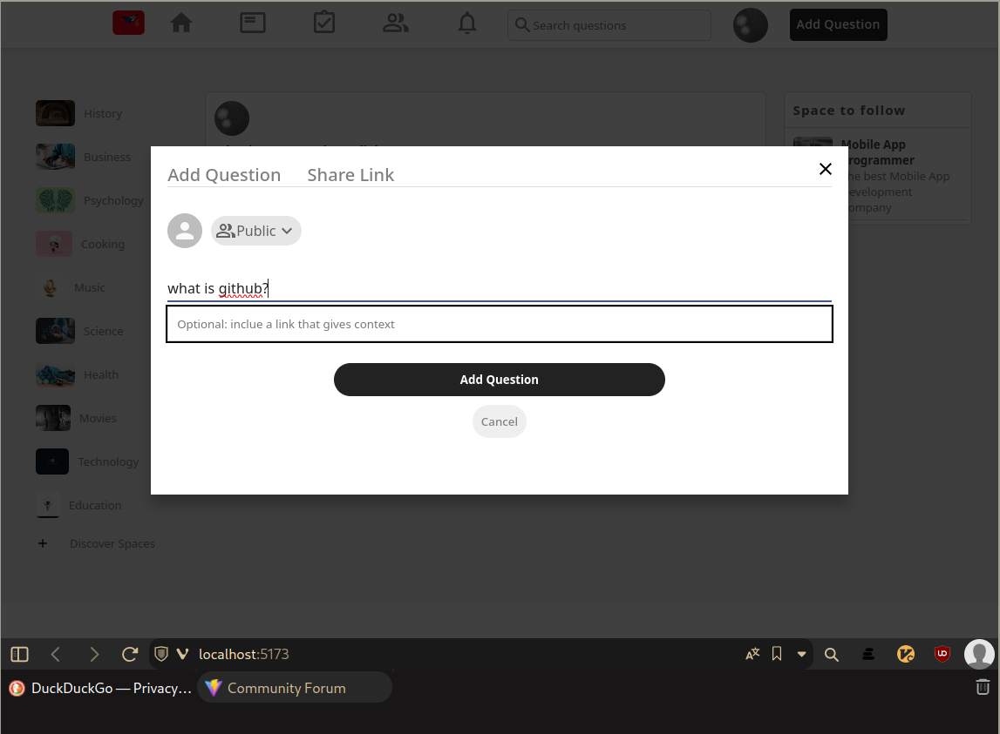 Search questions
Add Question
History
Business
Psychology
Cooking
Music
Science
Health
Movies
Technology
Education
Discover Spaces
Space to follow
Mobile App
rogrammer
he best Mobile App
evelopment
ompany
Add Question Share Link
Public
what is github?
Optional: inclue a link that gives context
Add Question
Cancel
localhost:5173
DuckDuckGo — Privacy… Community Forum